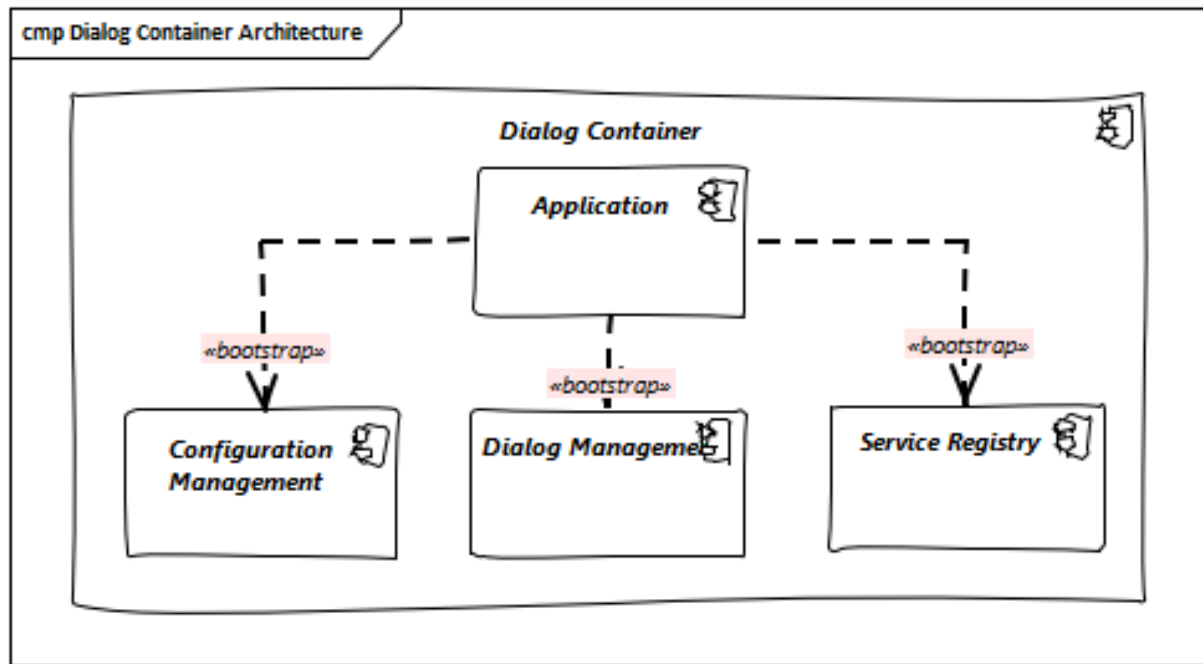 cmp Dialog Container Architecture
Dialog Container
Application
«bootstrap»
«bootstrap»
«bootstrap»
Configuration
Management
Dialog Manageme
Service Registry